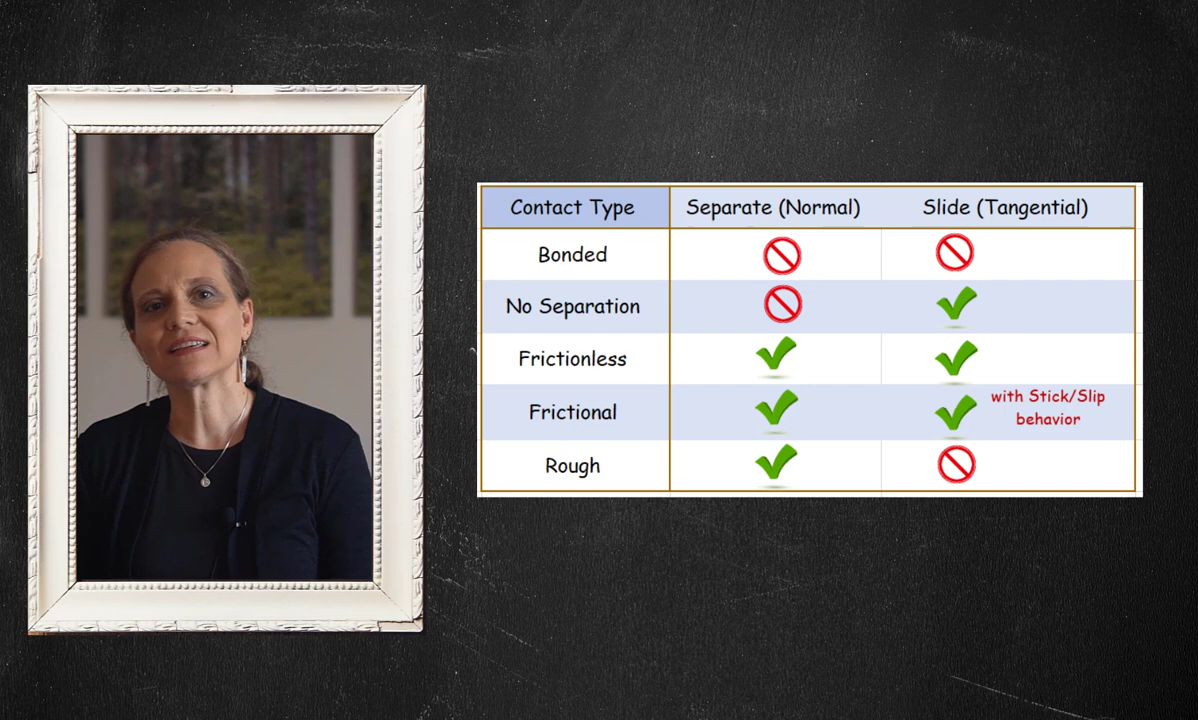 Contact Type Separate (Normal) Slide (Tangential)
Bonded
No Separation
Frictionless
Frictional with Stick/Slip behavior
Rough